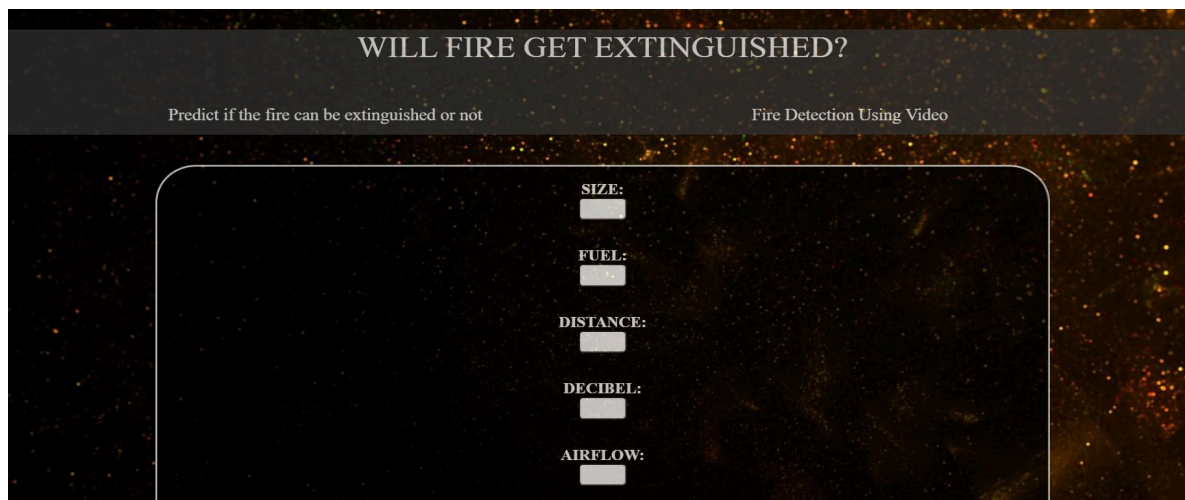 WILL FIRE GET EXTINGUISHED?
Predict if the fire can be extinguished or not
Fire Detection Using Video
SIZE:
FUEL:
DISTANCE:
DECIBEL:
AIRFLOW: